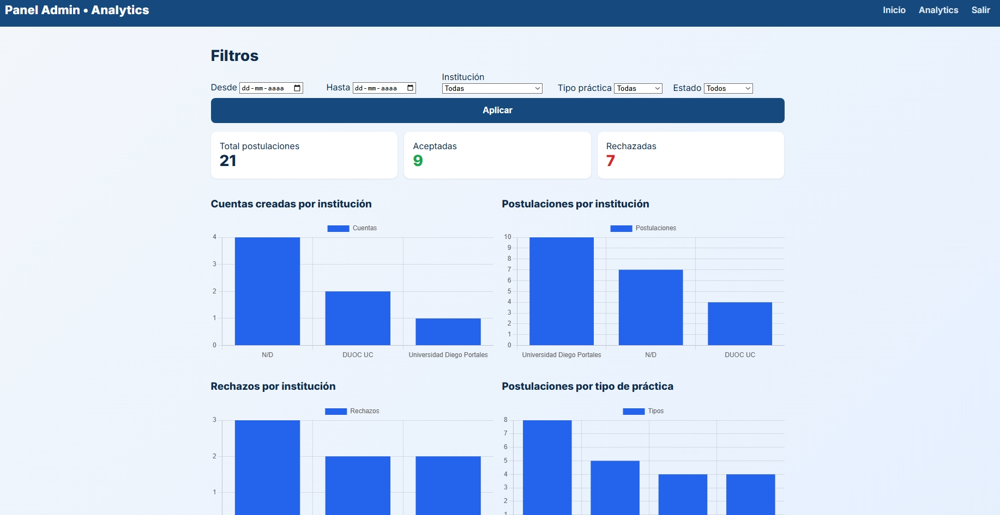 Panel Admin • Analytics
Inicio Analytics Salir
Filtros
Desde dd-mm-aaaa Hasta dd-mm-aaaa Institución Todas Tipo práctica Todas Estado Todos
Aplicar
Total postulaciones
21
Aceptadas
9
Rechazadas
7
Cuentas creadas por institución
Cuentas
4
3
2
1
0
N/D DUOC UC Universidad Diego Portales
Postulaciones por institución
Postulaciones
10
9
8
7
6
5
4
3
2
1
0
Universidad Diego Portales N/D DUOC UC
Rechazos por institución
Rechazos
3
2
1
Postulaciones por tipo de práctica
Tipos
8
7
6
5
4
3
2
1